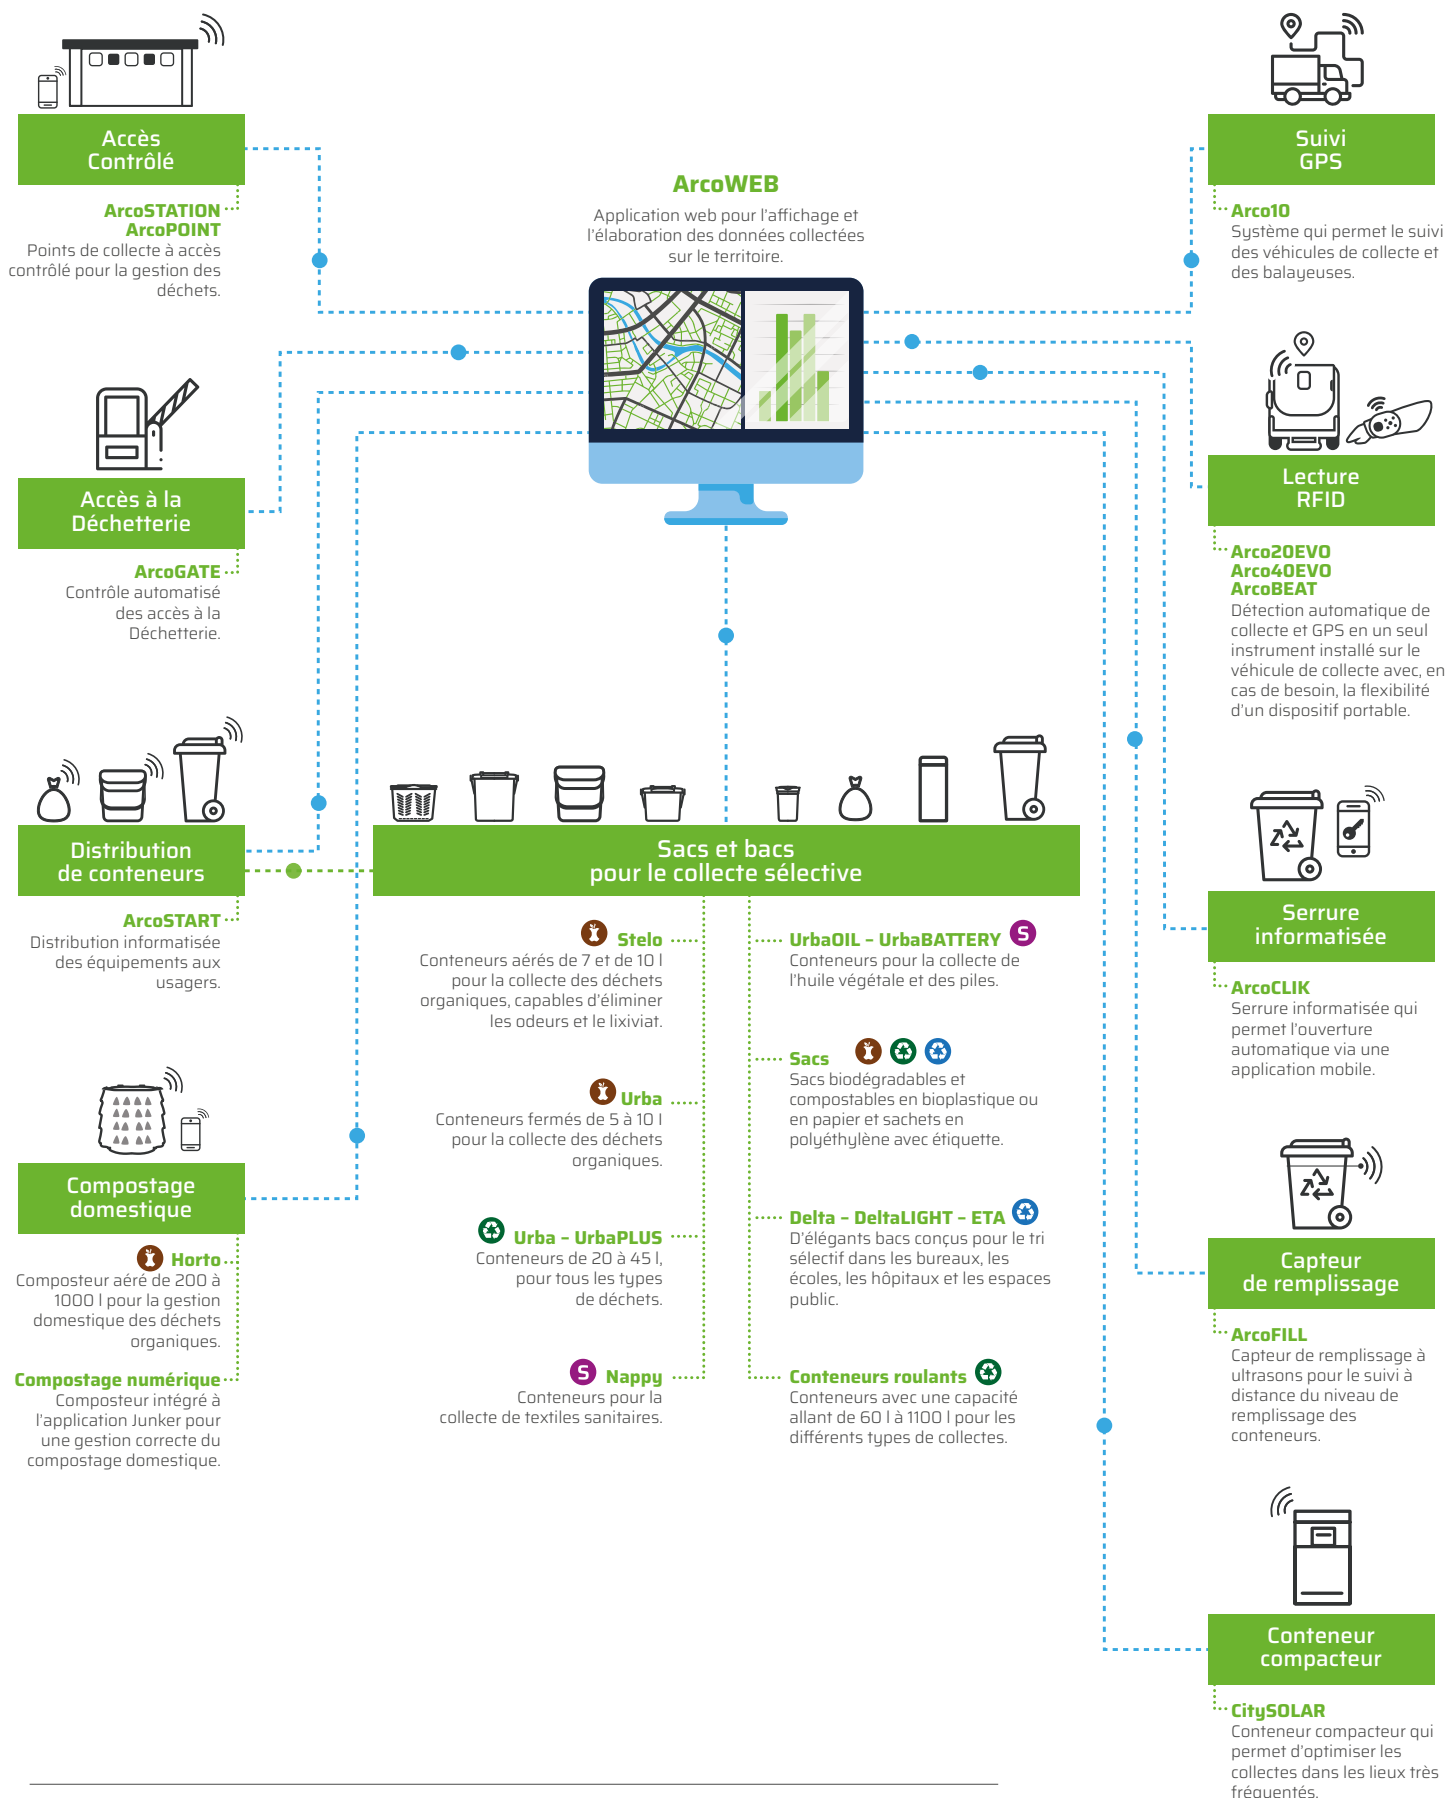 Accès
Contrôlé
ArcoSTATION
ArcoPOINT
Points de collecte à accès
contrôlé pour la gestion des
déchets.
Accès à la
Déchetterie
ArcoGATE
Contrôle automatisé
des accès à la
Déchetterie.
Distribution
de conteneurs
ArcoSTART
Distribution informatisée
des équipements aux
usagers.
Compostage
domestique
Horto
Composteur aéré de 200 à
1000 l pour la gestion
domestique des déchets
organiques.
Compostage numérique
Composteur intégré à
l'application Junker pour
une gestion correcte du
compostage domestique.
ArcoWEB
Application web pour l'affichage et
l'élaboration des données collectées
sur le territoire.
Sacs et bacs
pour le collecte sélective
Stelo
Conteneurs aérés de 7 et de 10 l
pour la collecte des déchets
organiques, capables d'éliminer
les odeurs et le lixiviat.
Urba
Conteneurs fermés de 5 à 10 l
pour la collecte des déchets
organiques.
Urba – UrbaPLUS
Conteneurs de 20 à 45 l,
pour tous les types
de déchets.
S Nappy
Conteneurs pour la
collecte de textiles sanitaires.
UrbaOIL – UrbaBATTERY S
Conteneurs pour la collecte de
l'huile végétale et des piles.
Sacs
Sacs biodégradables et
compostables en bioplastique ou
en papier et sachets en
polyéthylène avec étiquette.
Delta – DeltaLIGHT – ETA
D'élégants bacs conçus pour le tri
sélectif dans les bureaux, les
écoles, les hôpitaux et les espaces
public.
Conteneurs roulants
Conteneurs avec une capacité
allant de 60 l à 1100 l pour les
différents types de collectes.
Suivi
GPS
Arco10
Système qui permet le suivi
des véhicules de collecte et
des balayeuses.
Lecture
RFID
Arco20EVO
Arco40EVO
ArcoBEAT
Détection automatique de
collecte et GPS en un seul
instrument installé sur le
véhicule de collecte avec, en
cas de besoin, la flexibilité
d'un dispositif portable.
Serrure
informatisée
ArcoCLIK
Serrure informatisée qui
permet l'ouverture
automatique via une
application mobile.
Capteur
de remplissage
ArcoFILL
Capteur de remplissage à
ultrasons pour le suivi à
distance du niveau de
remplissage des
conteneurs.
Conteneur
compacteur
CitySOLAR
Conteneur compacteur qui
permet d'optimiser les
collectes dans les lieux très
fréquentés.